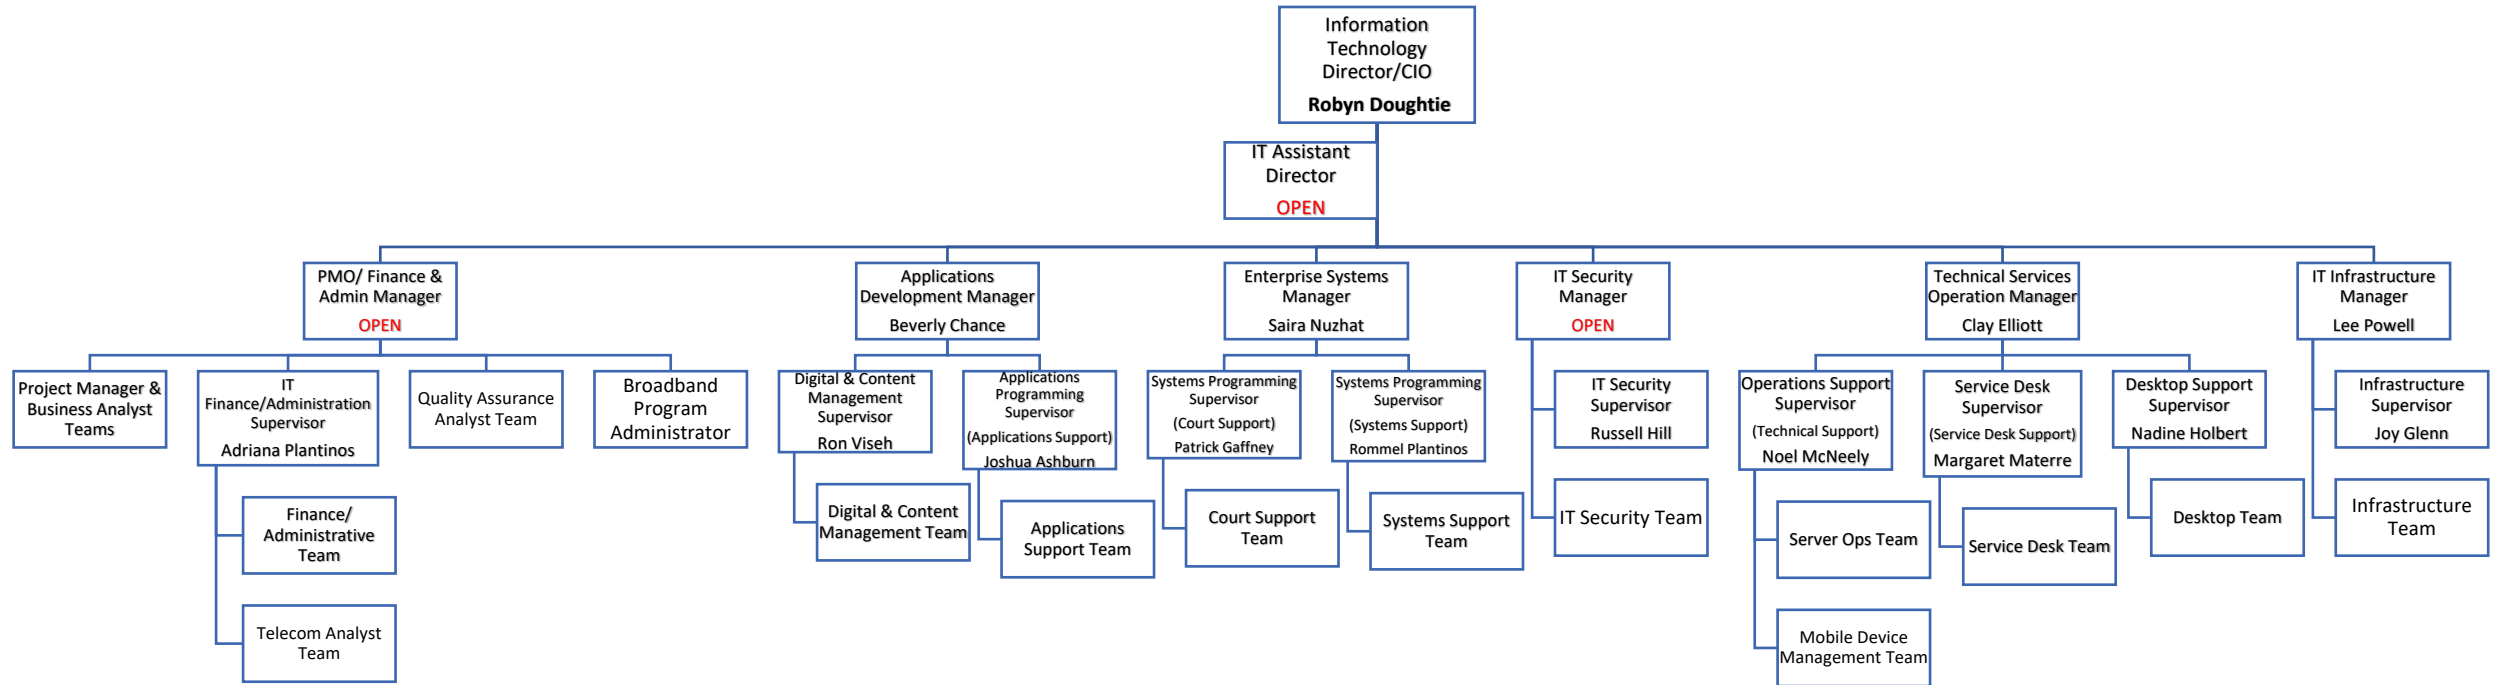 Information
Technology
Director/CIO
Robyn Doughtie
IT Assistant
Director
OPEN
PMO/ Finance &
Admin Manager
OPEN
Applications
Development Manager
Beverly Chance
Enterprise Systems
Manager
Saira Nuzhat
IT Security
Manager
OPEN
Technical Services
Operation Manager
Clay Elliott
IT Infrastructure
Manager
Lee Powell
Project Manager &
Business Analyst
Teams
IT
Finance/Administration
Supervisor
Adriana Plantinos
Quality Assurance
Analyst Team
Broadband
Program
Administrator
Digital & Content
Management
Supervisor
Ron Viseh
Applications
Programming
Supervisor
(Applications Support)
Joshua Ashburn
Systems Programming
Supervisor
(Court Support)
Patrick Gaffney
Systems Programming
Supervisor
(Systems Support)
Rommel Plantinos
IT Security
Supervisor
Russell Hill
Operations Support
Supervisor
(Technical Support)
Noel McNeely
Service Desk
Supervisor
(Service Desk Support)
Margaret Materre
Desktop Support
Supervisor
Nadine Holbert
Infrastructure
Supervisor
Joy Glenn
Finance/
Administrative
Team
Digital & Content
Management Team
Applications
Support Team
Court Support
Team
Systems Support
Team
IT Security Team
Server Ops Team
Service Desk Team
Desktop Team
Infrastructure
Team
Telecom Analyst
Team
Mobile Device
Management Team